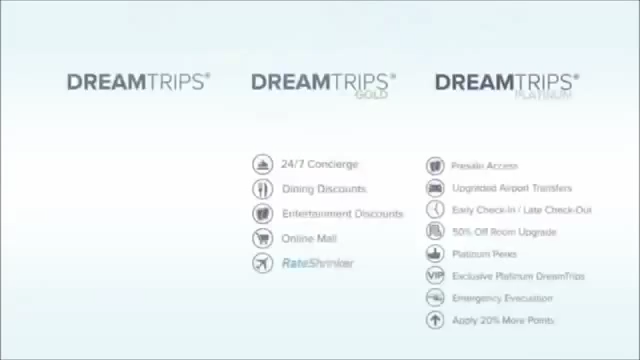 DREAMTRIPS®
DREAMTRIPS®
GOLD
24/7 Concierge
Dining Discounts
Entertainment Discounts
Online Mall
RateShrinker
DREAMTRIPS®
PLATINUM
Presale Access
Upgraded Airport Transfers
Early Check-In / Late Check-Out
50% Off Room Upgrade
Platinum Perks
VIP Exclusive Platinum DreamTrips
Emergency Evacuation
Apply 20% More Points